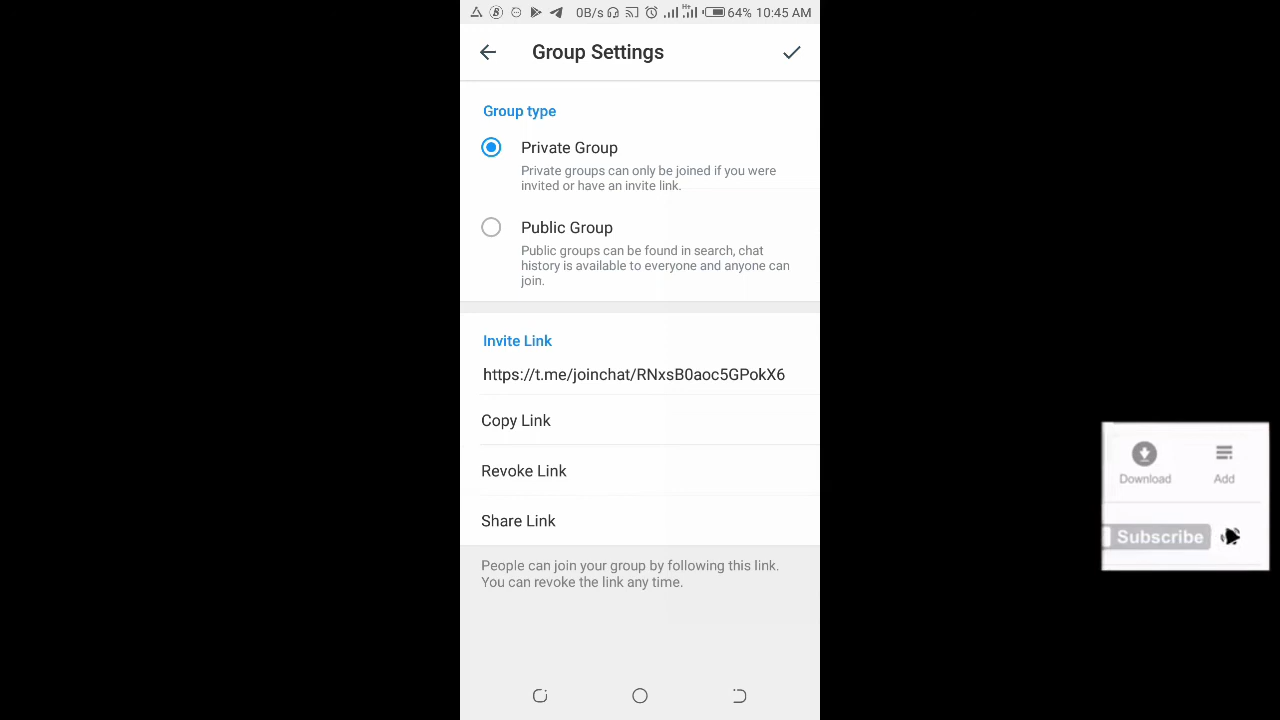 0B/s 64% 10:45 AM
Group Settings
Group type
Private Group
Private groups can only be joined if you were
invited or have an invite link.
Public Group
Public groups can be found in search, chat
history is available to everyone and anyone can
join.
Invite Link
https://t.me/joinchat/RNxsB0aoc5GPokX6
Copy Link
Revoke Link
Share Link
People can join your group by following this link.
You can revoke the link any time.
Download Add
Subscribe